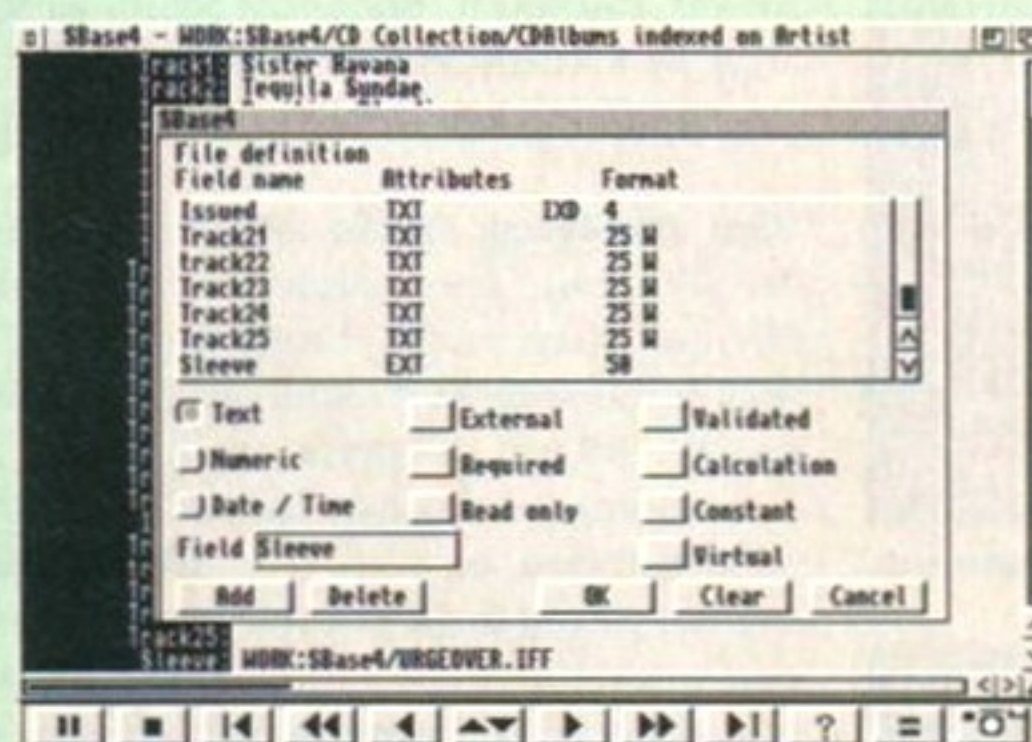 SBase4 - WORK:SBase4/CD Collection/CDAlbums indexed on Artist
Sister Havana
Tequila Sundae
SBase4
File definition
Field name Attributes Format
Issued TXT IXD 4
Track21 TXT 25 W
track22 TXT 25 W
Track23 TXT 25 W
Track24 TXT 25 W
Track25 TXT 25 W
Sleeve EXT 50
Text External Validated
Numeric Required Calculation
Date / Time Read only Constant
Field Sleeve Virtual
Add Delete OK Clear Cancel
Track25:
Sleeve: WORK:SBase4/URGEOVER.IFF
? =